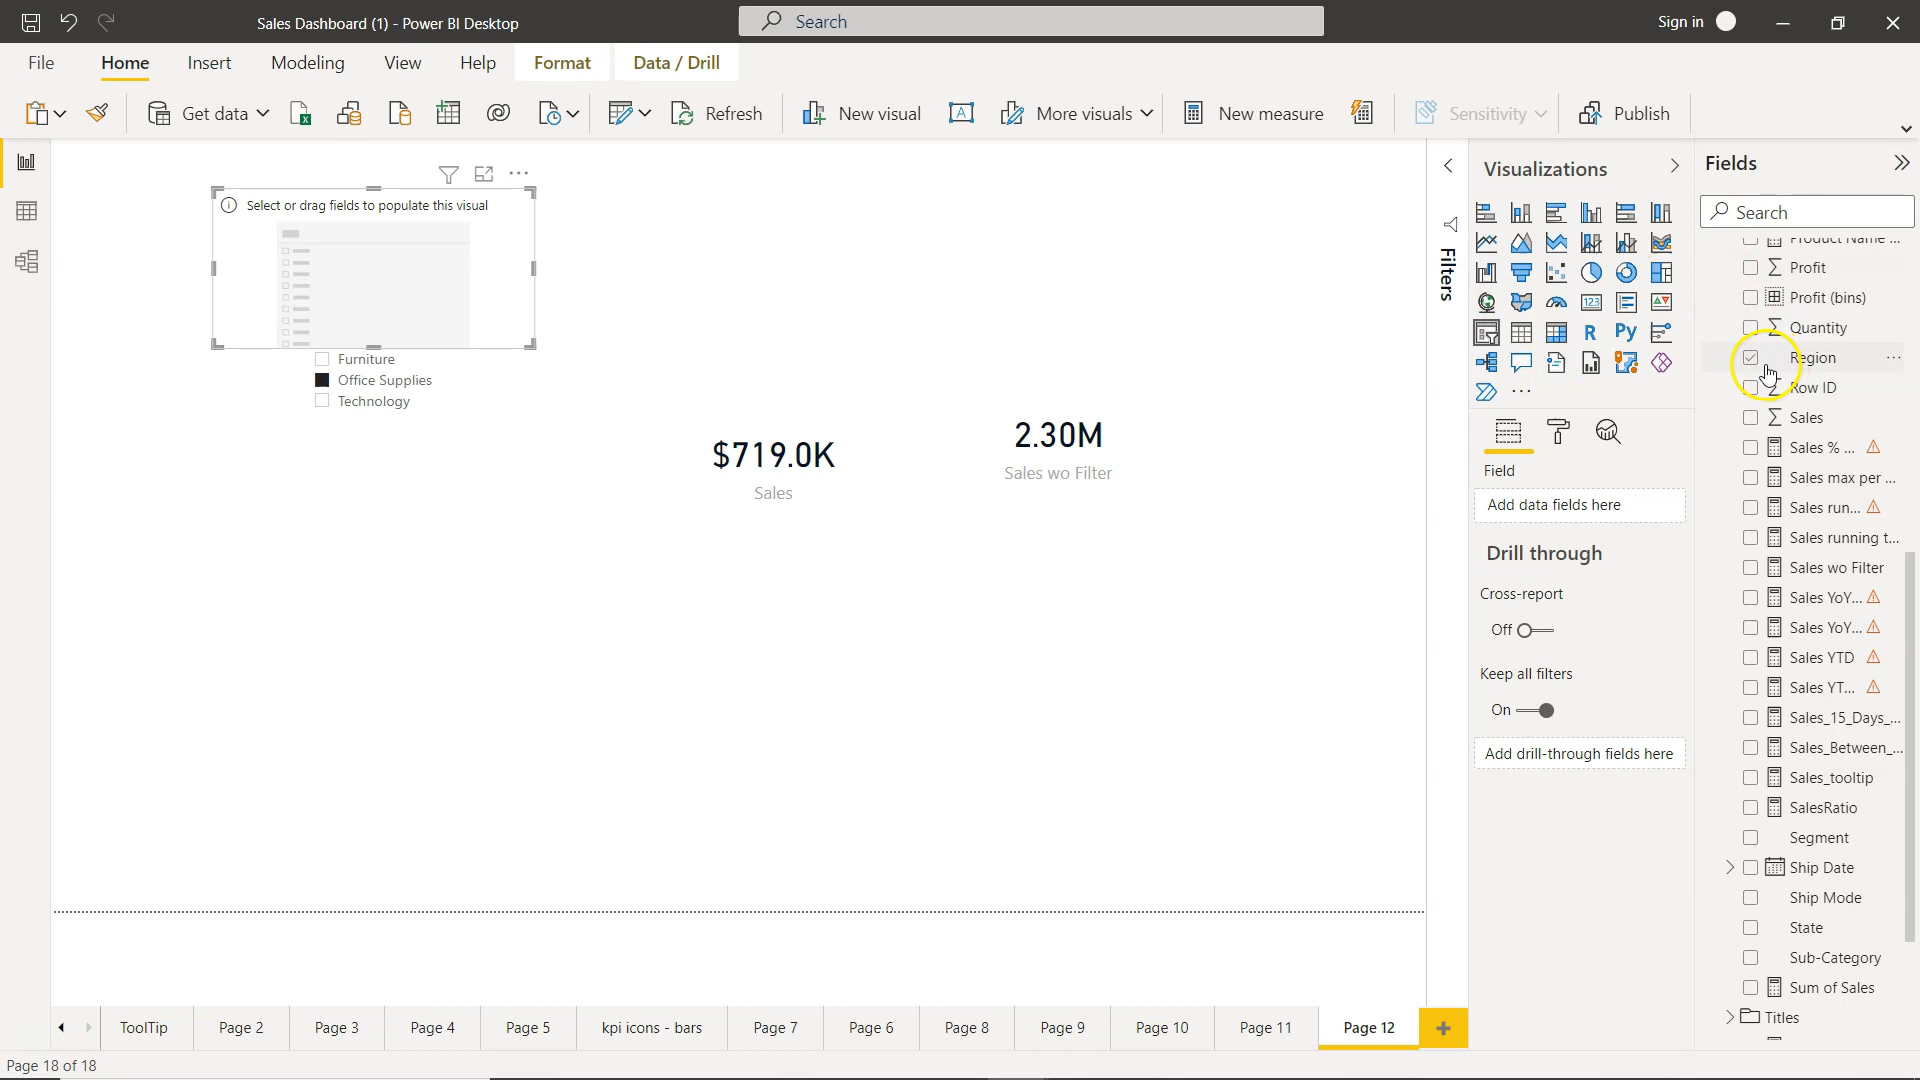 Sales Dashboard (1) - Power BI Desktop
Search
Sign in
File
Home
Insert
Modeling
View
Help
Format
Data / Drill
Get data
Refresh
New visual
More visuals
New measure
Sensitivity
Publish
Select or drag fields to populate this visual
Furniture
Office Supplies
Technology
$719.0K
Sales
2.30M
Sales wo Filter
Filters
Visualizations
123
R
Py
Field
Add data fields here
Drill through
Cross-report
Off
Keep all filters
On
Add drill-through fields here
Fields
Search
Product Name ...
Profit
Profit (bins)
Quantity
Region
Row ID
Sales
Sales % ...
Sales max per ...
Sales run...
Sales running t...
Sales wo Filter
Sales YoY...
Sales YoY...
Sales YTD
Sales YT...
Sales_15_Days_...
Sales_Between_...
Sales_tooltip
SalesRatio
Segment
Ship Date
Ship Mode
State
Sub-Category
Sum of Sales
Titles
ToolTip
Page 2
Page 3
Page 4
Page 5
kpi icons - bars
Page 7
Page 6
Page 8
Page 9
Page 10
Page 11
Page 12
Page 18 of 18